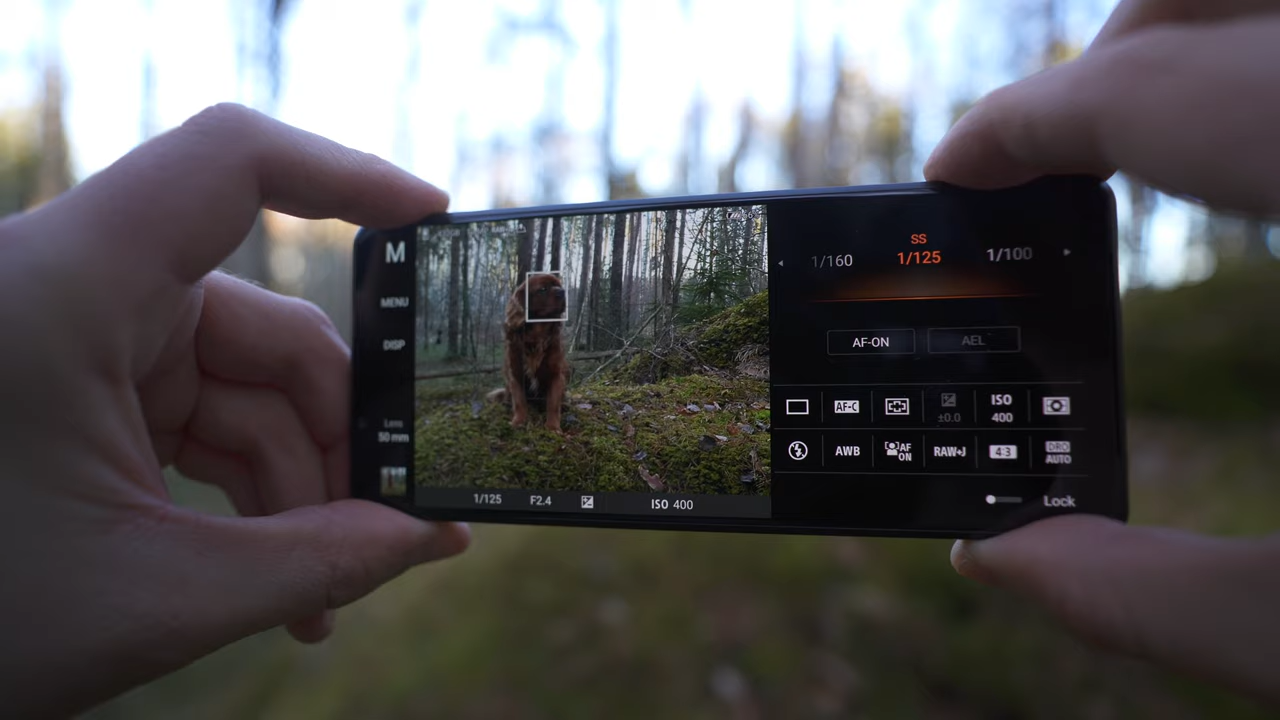 M
MENU
DISP
Lens
50 mm
1/125 F2.4 ISO 400
SS
1/160 1/125 1/100
AF-ON AEL
AF-C ±0.0 ISO 400
AWB AF ON RAW+J 4:3 DRO AUTO
Lock